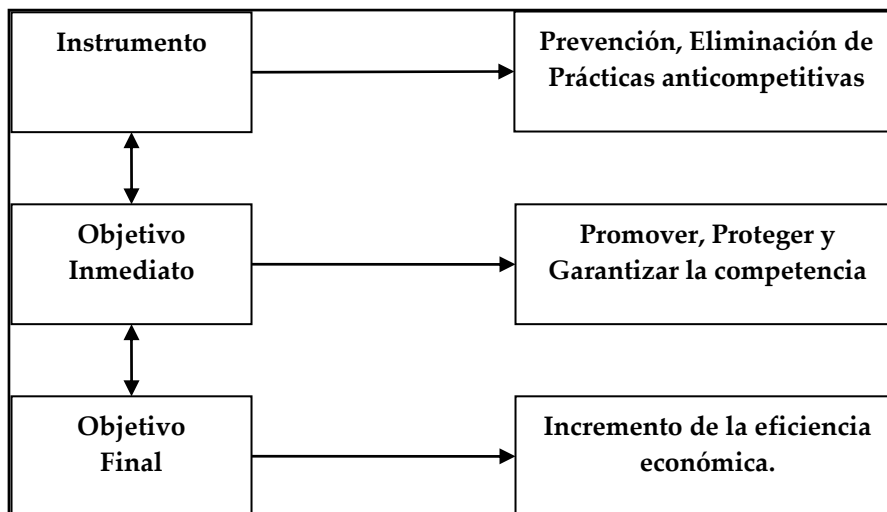 Instrumento
Prevención, Eliminación de
Prácticas anticompetitivas
Objetivo
Inmediato
Promover, Proteger y
Garantizar la competencia
Objetivo
Final
Incremento de la eficiencia
económica.